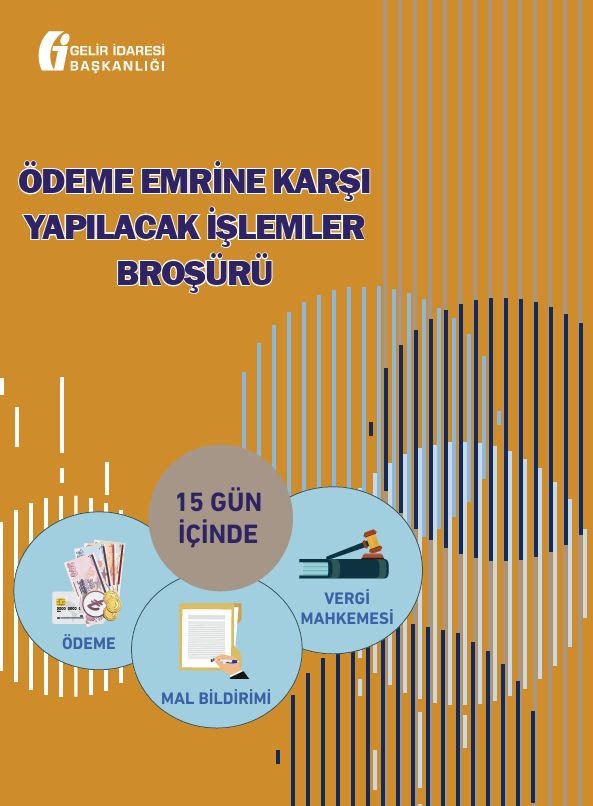 GELİR İDARESİ
BAŞKANLIĞI
ÖDEME EMRİNE KARŞI
YAPILACAK İŞLEMLER
BROŞÜRÜ
15 GÜN
İÇİNDE
VERGİ
MAHKEMESİ
ÖDEME
MAL BİLDİRİMİ